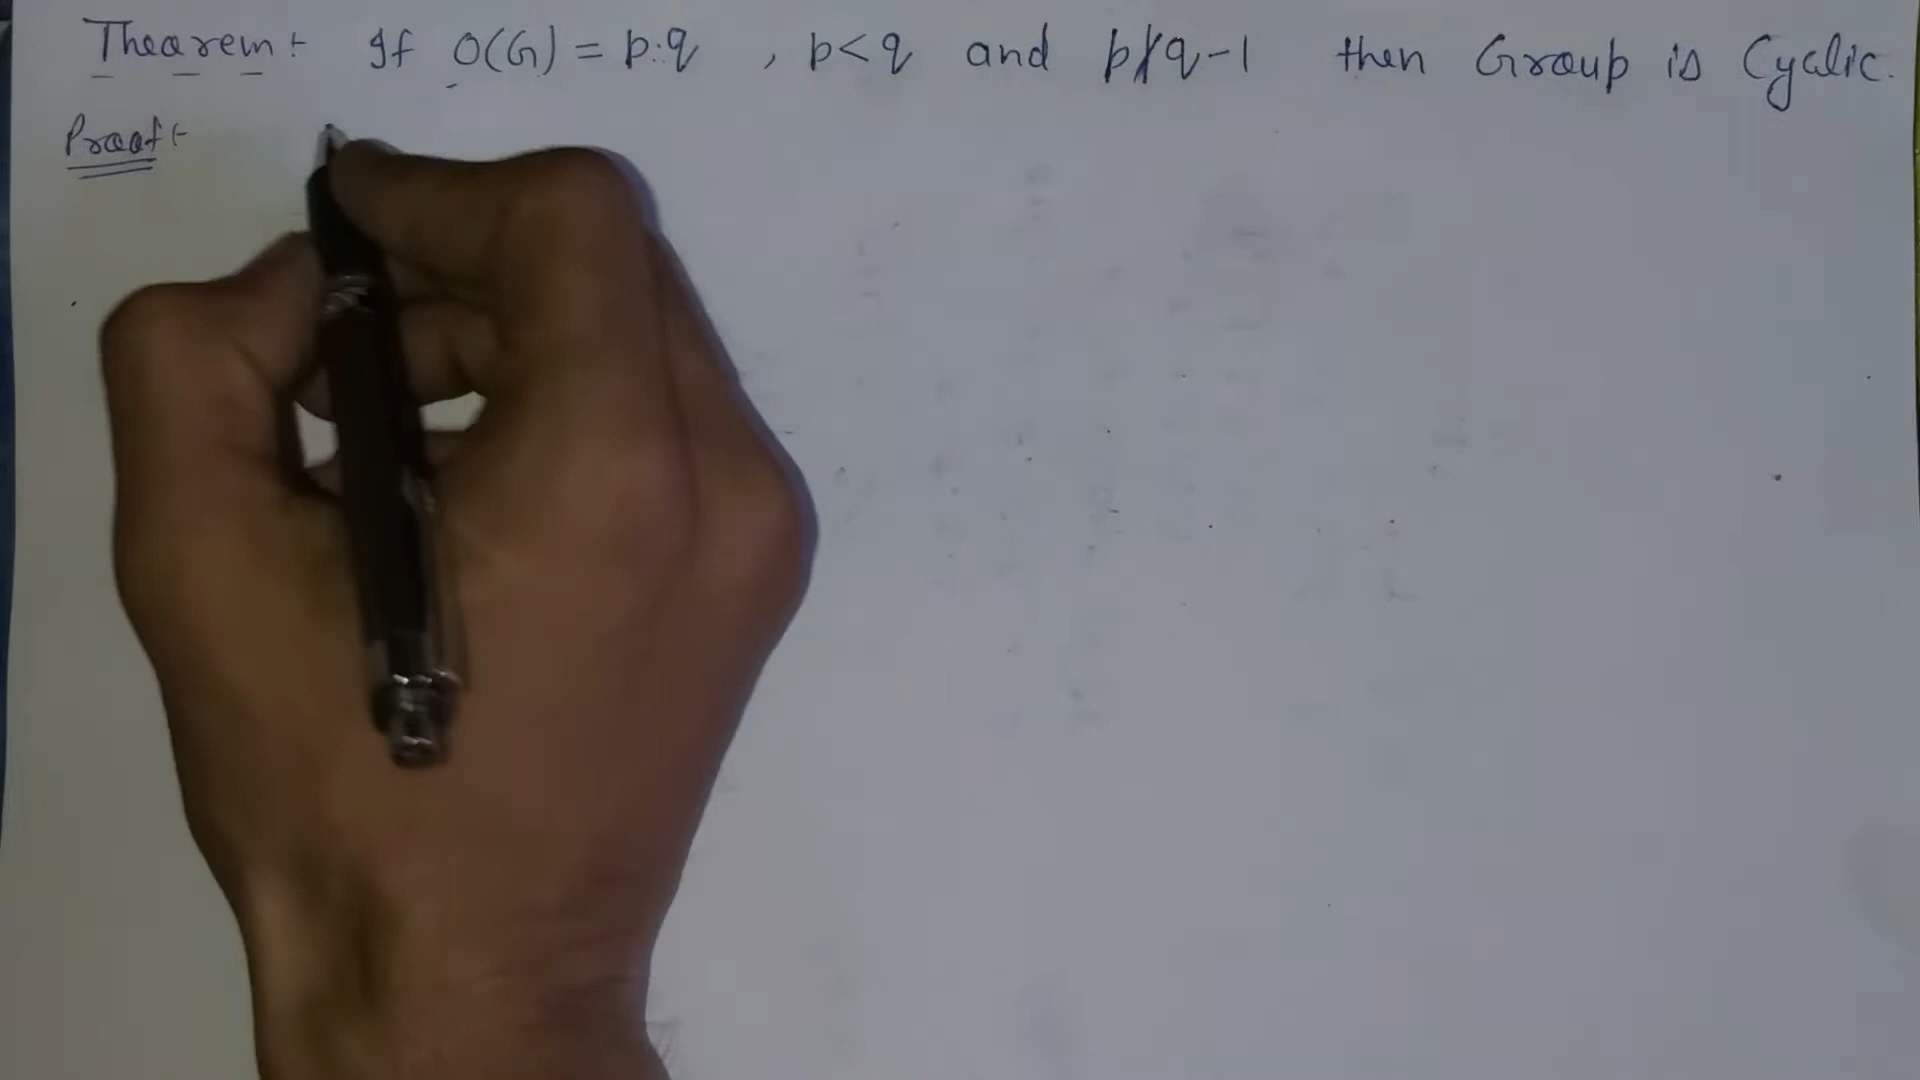 Theorem :- If O(G) = p.q , p<q and p∤q-1 then Group is Cyclic.
Proof :-